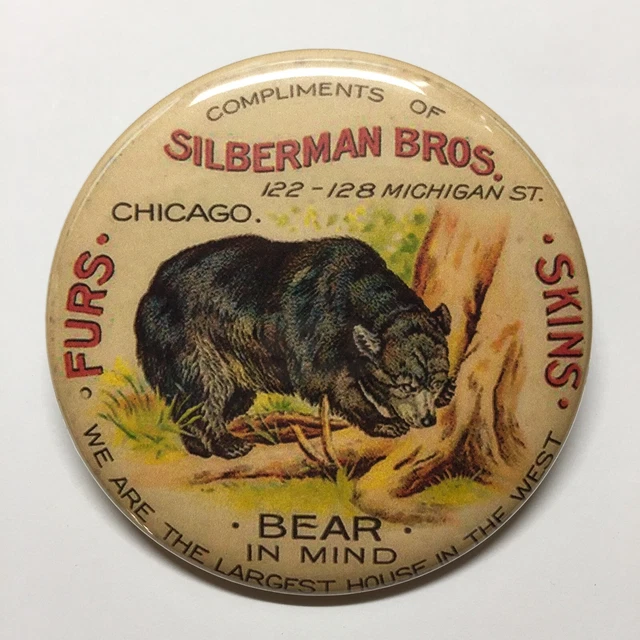 COMPLIMENTS OF
SILBERMAN BROS.
122-128 MICHIGAN ST.
CHICAGO.
• FURS •
• SKINS •
• BEAR •
IN MIND
WE ARE THE LARGEST HOUSE IN THE WEST